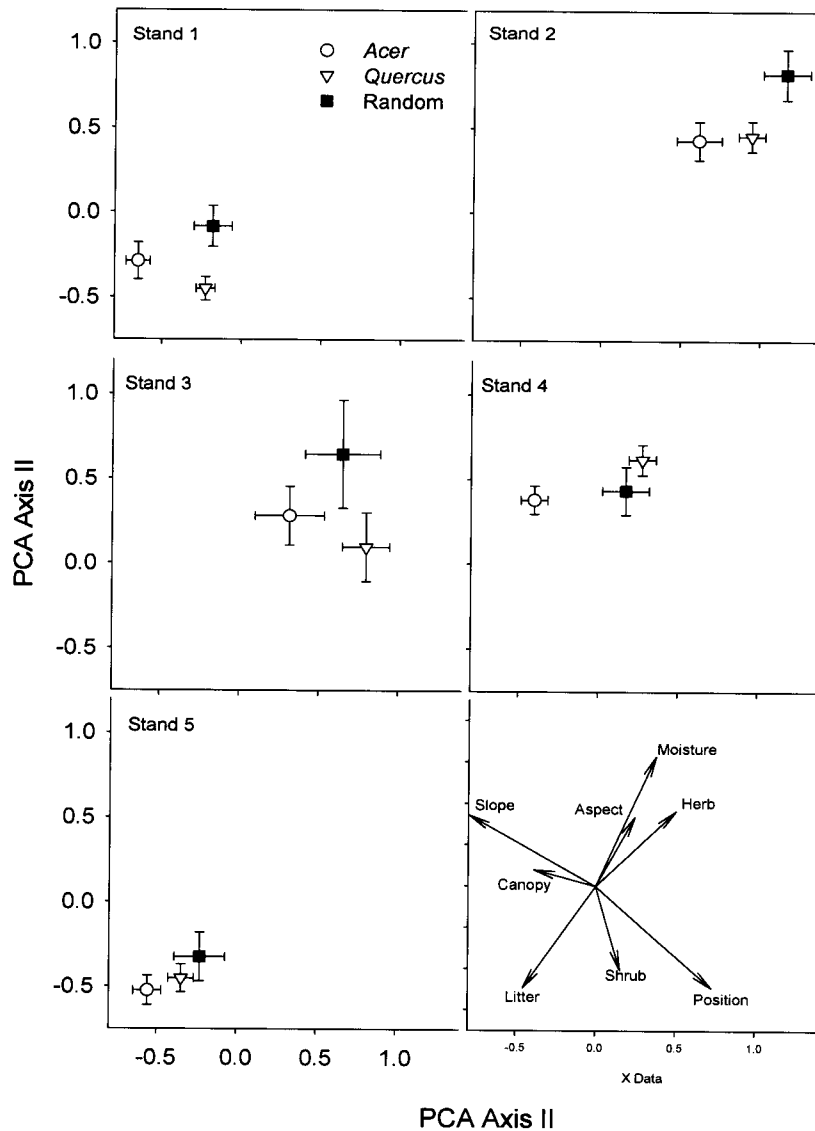 Stand 1
Acer
Quercus
Random
Stand 2
1.0
0.5
0.0
-0.5
Stand 3
Stand 4
1.0
0.5
0.0
-0.5
PCA Axis II
Stand 5
1.0
0.5
0.0
-0.5
Moisture
Slope
Aspect
Herb
Canopy
Litter
Shrub
Position
-0.5
0.0
0.5
1.0
-0.5
0.0
0.5
1.0
X Data
PCA Axis II